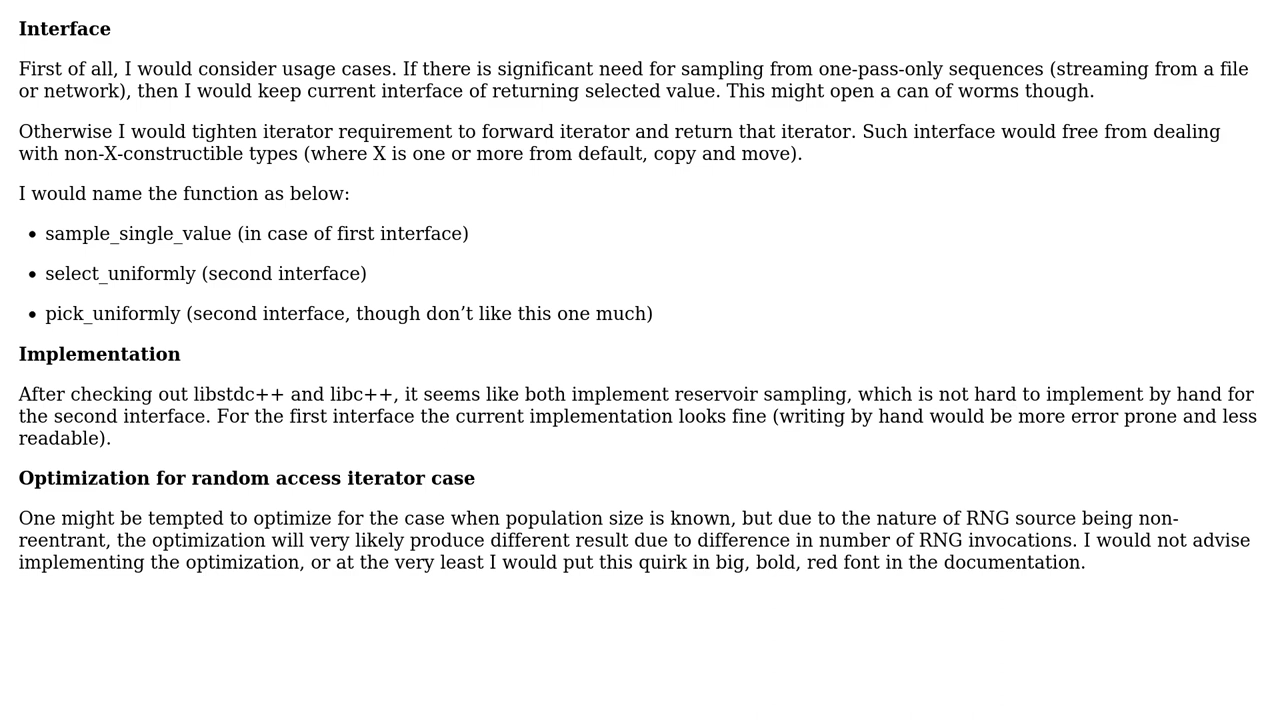 Interface
First of all, I would consider usage cases. If there is significant need for sampling from one-pass-only sequences (streaming from a file
or network), then I would keep current interface of returning selected value. This might open a can of worms though.
Otherwise I would tighten iterator requirement to forward iterator and return that iterator. Such interface would free from dealing
with non-X-constructible types (where X is one or more from default, copy and move).
I would name the function as below:
• sample_single_value (in case of first interface)
• select_uniformly (second interface)
• pick_uniformly (second interface, though don’t like this one much)
Implementation
After checking out libstdc++ and libc++, it seems like both implement reservoir sampling, which is not hard to implement by hand for
the second interface. For the first interface the current implementation looks fine (writing by hand would be more error prone and less
readable).
Optimization for random access iterator case
One might be tempted to optimize for the case when population size is known, but due to the nature of RNG source being non-
reentrant, the optimization will very likely produce different result due to difference in number of RNG invocations. I would not advise
implementing the optimization, or at the very least I would put this quirk in big, bold, red font in the documentation.